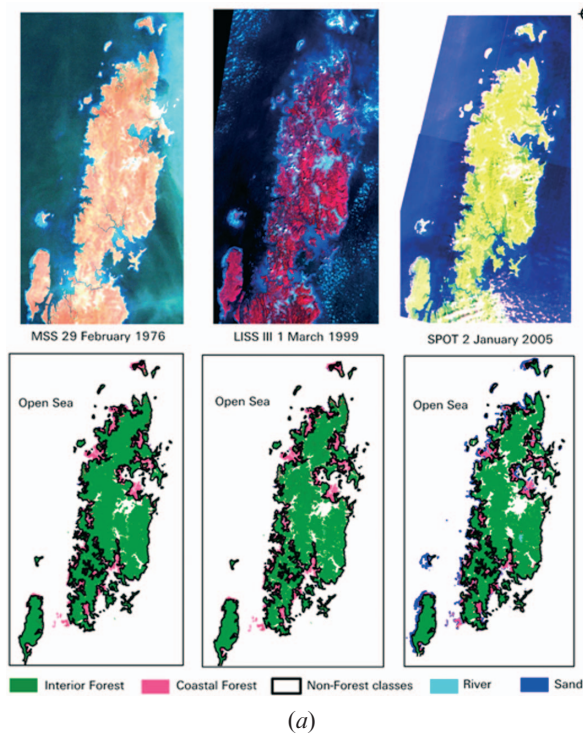 MSS 29 February 1976
LISS III 1 March 1999
SPOT 2 January 2005
Open Sea
Open Sea
Open Sea
Interior Forest
Coastal Forest
Non-Forest classes
River
Sand
(a)